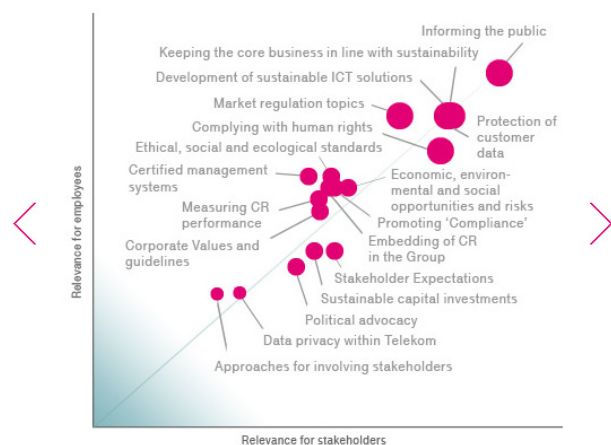 Informing the public
Keeping the core business in line with sustainability
Development of sustainable ICT solutions
Market regulation topics
Protection of
customer
data
Complying with human rights
Ethical, social and ecological standards
Certified management
systems
Economic, environ-
mental and social
opportunities and risks
Measuring CR
performance
Promoting 'Compliance'
Embedding of CR
in the Group
Corporate Values and
guidelines
Stakeholder Expectations
Sustainable capital investments
Political advocacy
Data privacy within Telekom
Approaches for involving stakeholders
Relevance for employees
Relevance for stakeholders